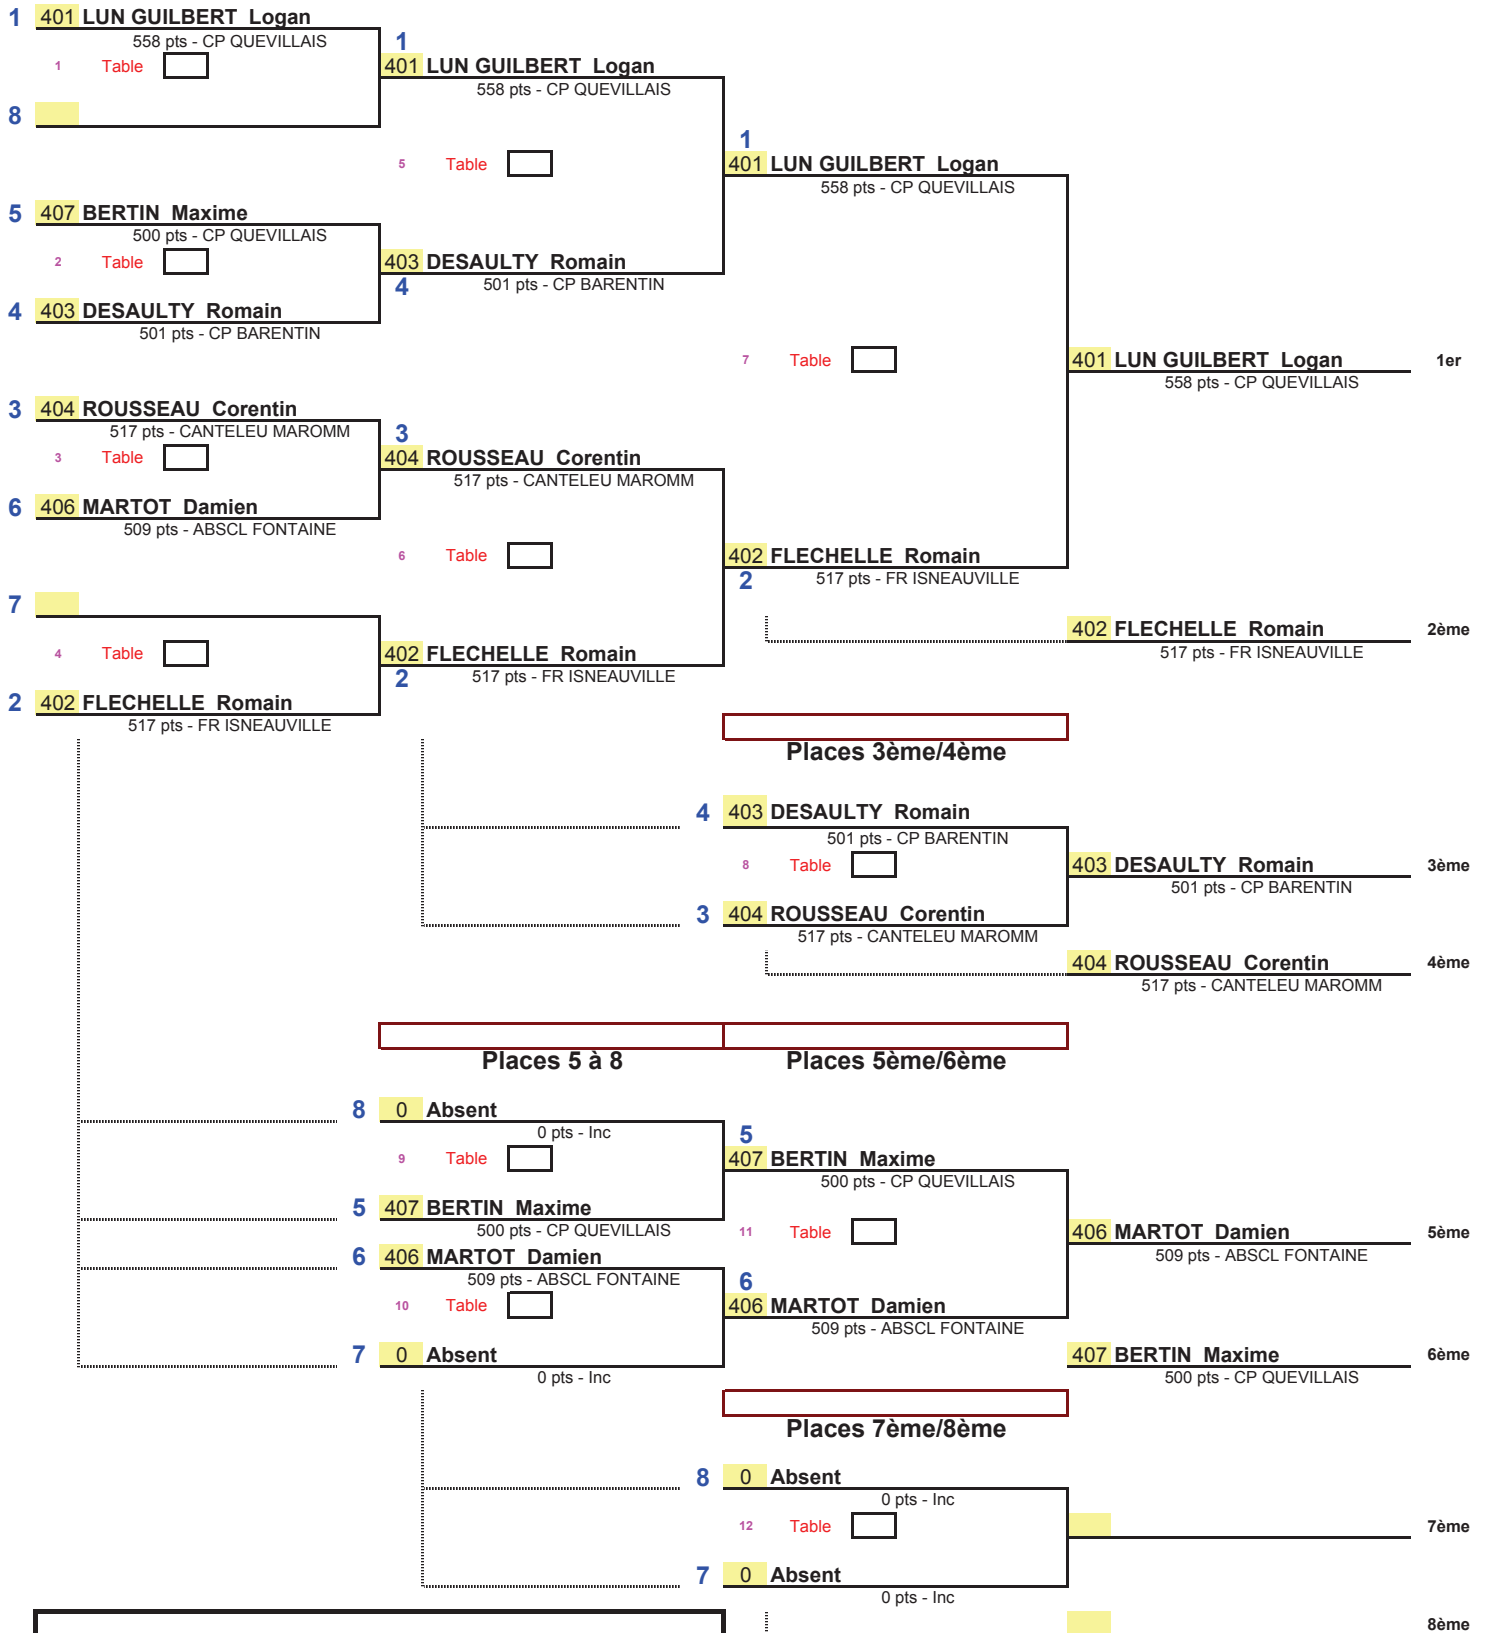 1 401 LUN GUILBERT Logan
558 pts - CP QUEVILLAIS
1
1 Table
401 LUN GUILBERT Logan
558 pts - CP QUEVILLAIS
8
1
5 Table
401 LUN GUILBERT Logan
558 pts - CP QUEVILLAIS
5 407 BERTIN Maxime
500 pts - CP QUEVILLAIS
2 Table
403 DESAULTY Romain
4
501 pts - CP BARENTIN
4 403 DESAULTY Romain
501 pts - CP BARENTIN
7 Table
401 LUN GUILBERT Logan 1er
558 pts - CP QUEVILLAIS
3 404 ROUSSEAU Corentin
517 pts - CANTELEU MAROMM
3
3 Table
404 ROUSSEAU Corentin
517 pts - CANTELEU MAROMM
6 406 MARTOT Damien
509 pts - ABSCL FONTAINE
6 Table
402 FLECHELLE Romain
2
517 pts - FR ISNEAUVILLE
7
402 FLECHELLE Romain 2ème
517 pts - FR ISNEAUVILLE
4 Table
402 FLECHELLE Romain
2
517 pts - FR ISNEAUVILLE
2 402 FLECHELLE Romain
517 pts - FR ISNEAUVILLE
Places 3ème/4ème
4 403 DESAULTY Romain
501 pts - CP BARENTIN
8 Table
403 DESAULTY Romain 3ème
501 pts - CP BARENTIN
3 404 ROUSSEAU Corentin
517 pts - CANTELEU MAROMM
404 ROUSSEAU Corentin 4ème
517 pts - CANTELEU MAROMM
Places 5 à 8 Places 5ème/6ème
8 0 Absent
0 pts - Inc
5
9 Table
407 BERTIN Maxime
500 pts - CP QUEVILLAIS
5 407 BERTIN Maxime
500 pts - CP QUEVILLAIS
11 Table
406 MARTOT Damien 5ème
509 pts - ABSCL FONTAINE
6 406 MARTOT Damien
509 pts - ABSCL FONTAINE
6
10 Table
406 MARTOT Damien
509 pts - ABSCL FONTAINE
7 0 Absent
0 pts - Inc
407 BERTIN Maxime 6ème
500 pts - CP QUEVILLAIS
Places 7ème/8ème
8 0 Absent
0 pts - Inc
12 Table
7ème
7 0 Absent
0 pts - Inc
8ème